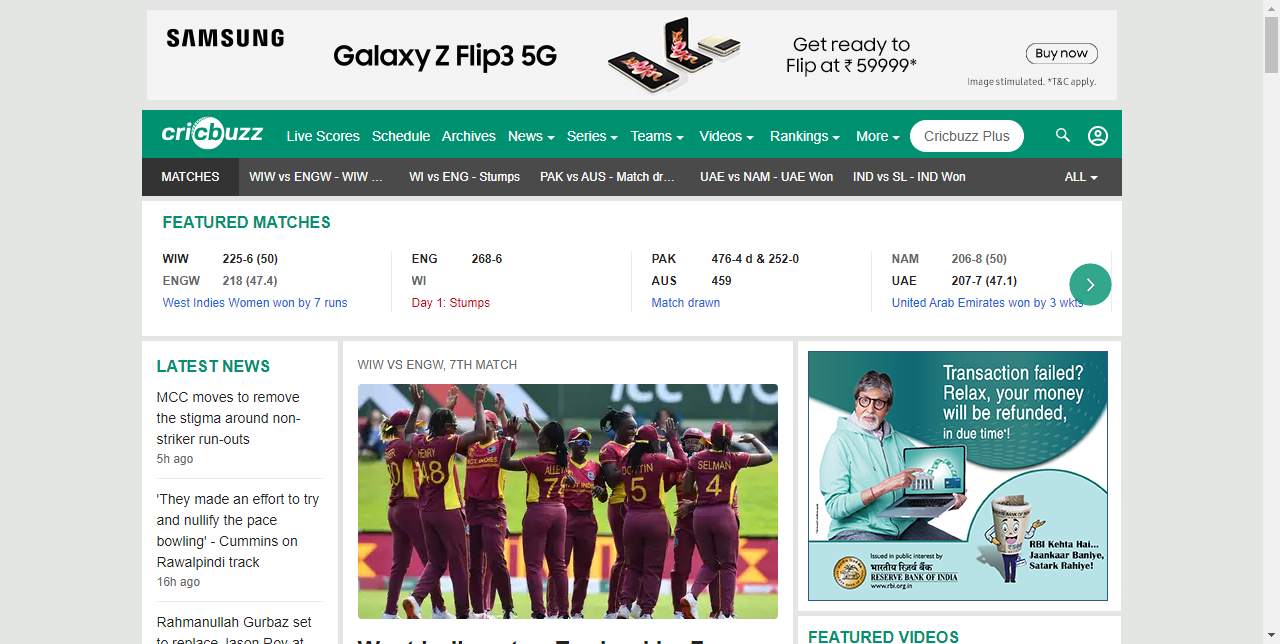 SAMSUNG
Galaxy Z Flip3 5G
Get ready to
Flip at ₹ 59999*
Buy now
Image stimulated. *T&C apply.
cricbuzz
Live Scores Schedule Archives News Series Teams Videos Rankings More Cricbuzz Plus
MATCHES WIW vs ENGW - WIW ... WI vs ENG - Stumps PAK vs AUS - Match dr... UAE vs NAM - UAE Won IND vs SL - IND Won ALL
FEATURED MATCHES
WIW 225-6 (50)
ENGW 218 (47.4)
West Indies Women won by 7 runs
ENG 268-6
WI
Day 1: Stumps
PAK 476-4 d & 252-0
AUS 459
Match drawn
NAM 206-8 (50)
UAE 207-7 (47.1)
United Arab Emirates won by 3 wkts
LATEST NEWS
MCC moves to remove
the stigma around non-
striker run-outs
5h ago
'They made an effort to try
and nullify the pace
bowling' - Cummins on
Rawalpindi track
16h ago
Rahmanullah Gurbaz set
to replace Jason Roy at
WIW VS ENGW, 7TH MATCH
HENRY
48
ALLEY
7
5
SELMAN
4
Transaction failed?
Relax, your money
will be refunded,
in due time*!
RBI Kehta Hai...
Jaankaar Baniye,
Satark Rahiye!
Issued in public interest by
भारतीय रिज़र्व बैंक
RESERVE BANK OF INDIA
www.rbi.org.in
FEATURED VIDEOS